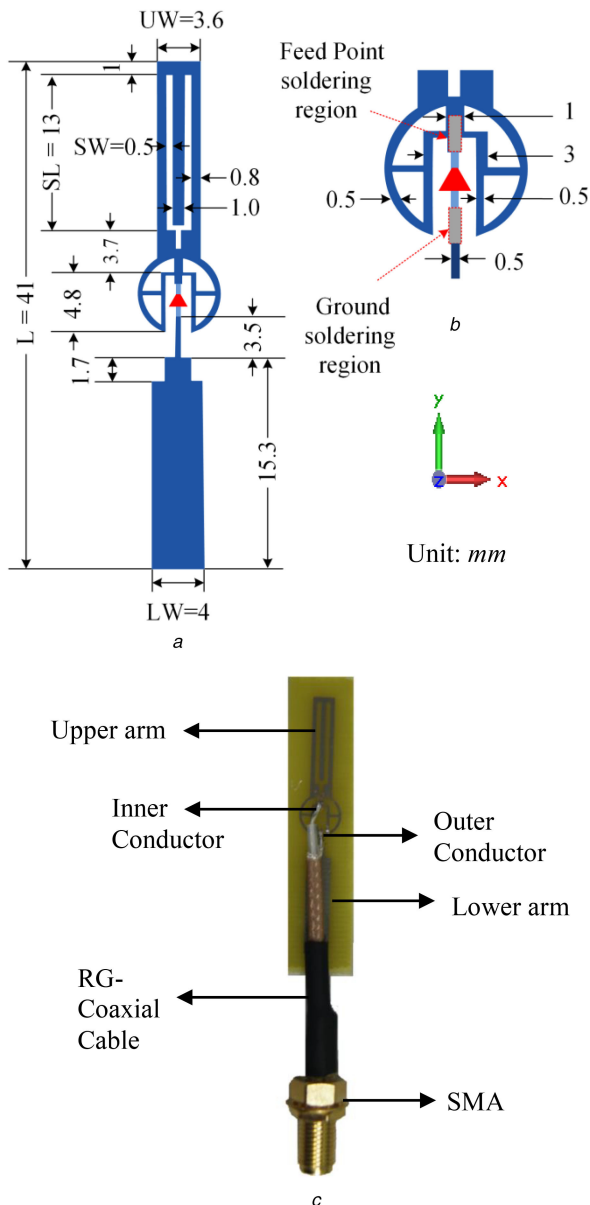 UW=3.6
1
SL = 13
SW=0.5
0.8
1.0
3.7
4.8
L = 41
3.5
1.7
15.3
LW=4
a
Feed Point
soldering
region
1
3
0.5
0.5
0.5
Ground
soldering
region
b
y
z
x
Unit: mm
Upper arm
Inner
Conductor
Outer
Conductor
Lower arm
RG-
Coaxial
Cable
SMA
c